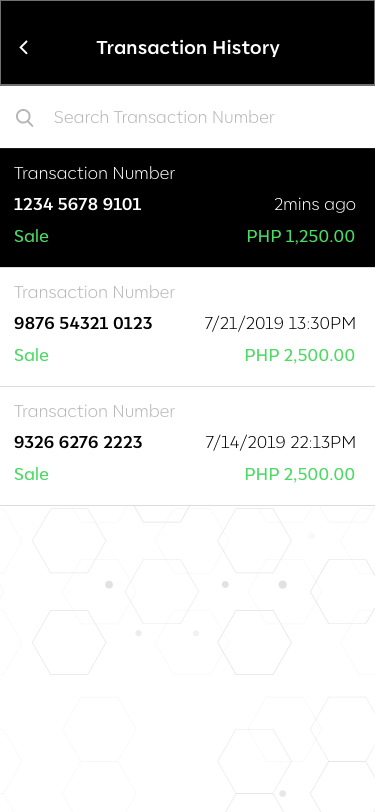 Transaction History
Search Transaction Number
Transaction Number
1234 5678 9101 2mins ago
Sale PHP 1,250.00
Transaction Number
9876 54321 0123 7/21/2019 13:30PM
Sale PHP 2,500.00
Transaction Number
9326 6276 2223 7/14/2019 22:13PM
Sale PHP 2,500.00